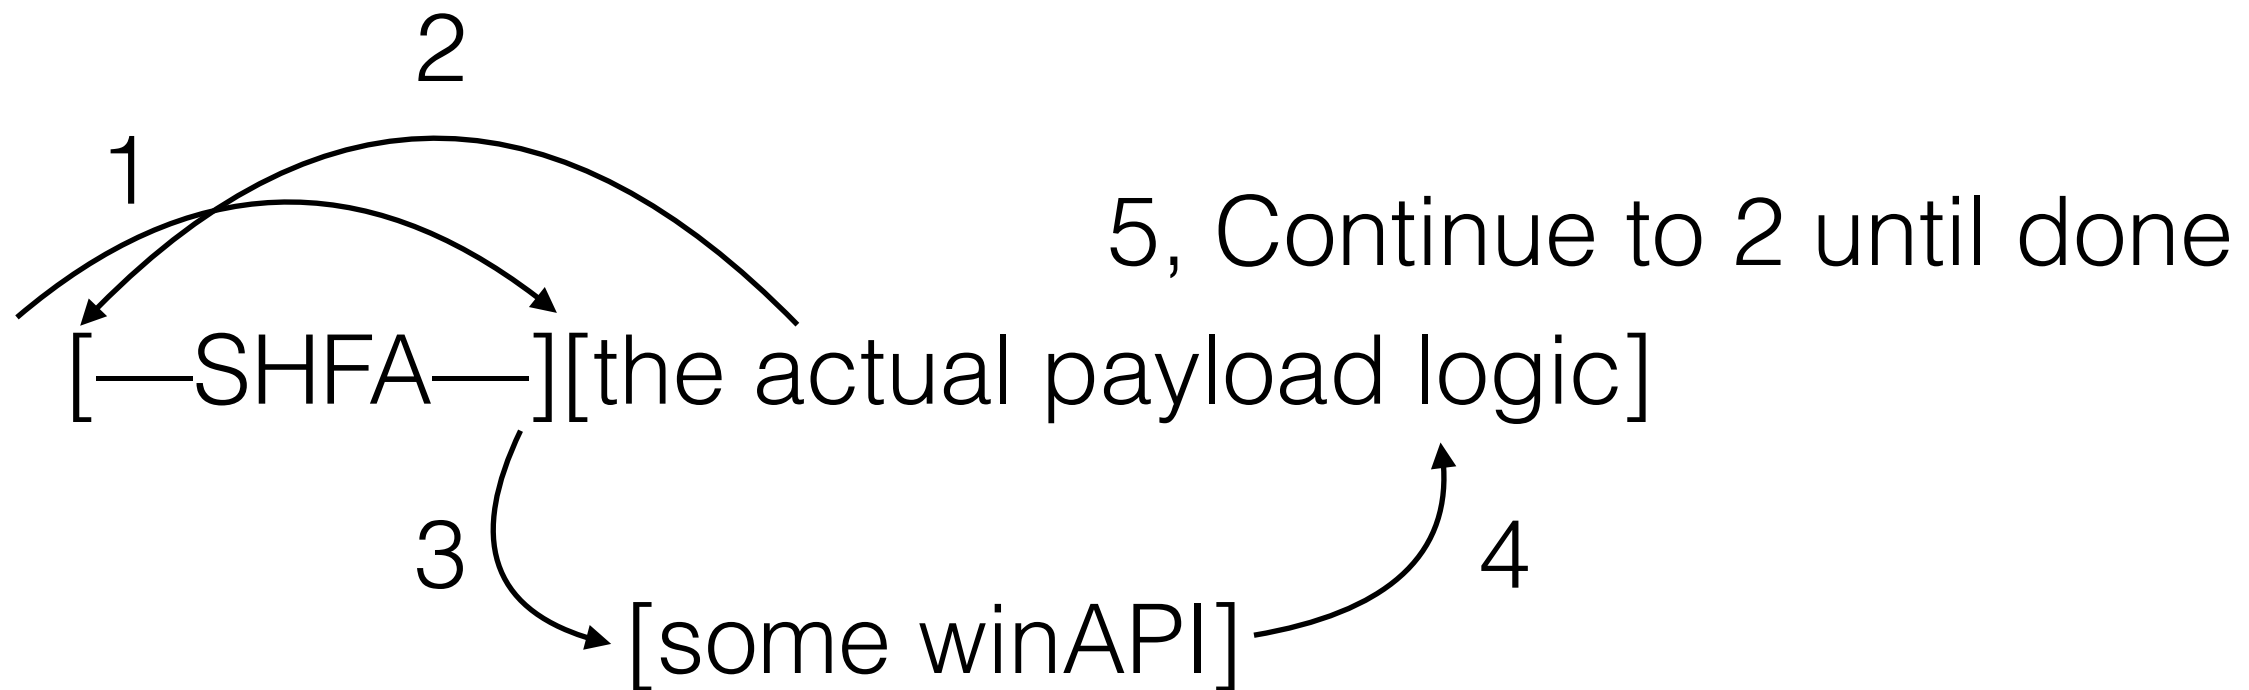 2
1
5, Continue to 2 until done
[—SHFA—][the actual payload logic]
3
4
[some winAPI]